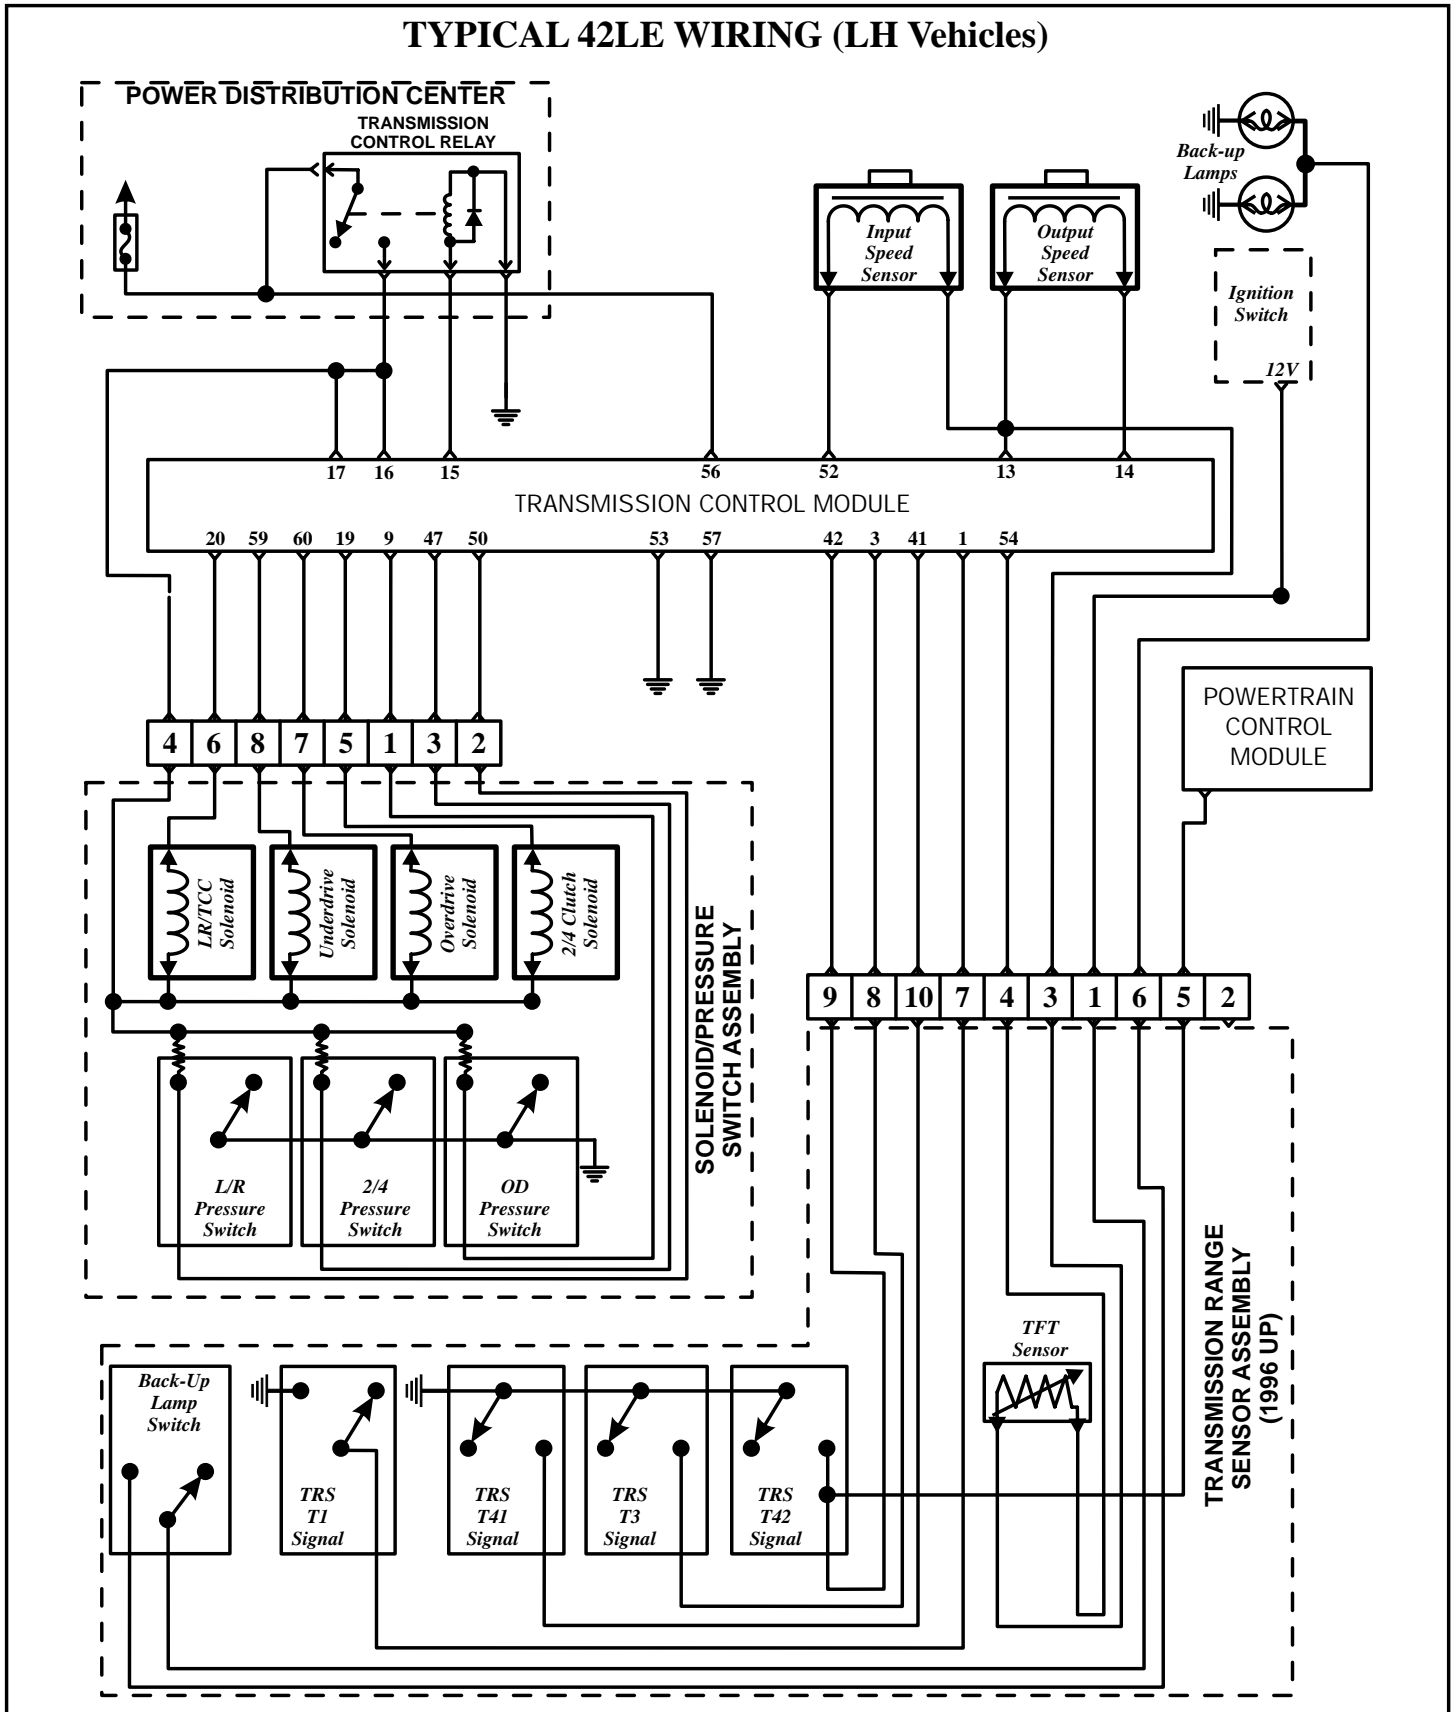 TYPICAL 42LE WIRING (LH Vehicles)
POWER DISTRIBUTION CENTER
TRANSMISSION
CONTROL RELAY
Back-up
Lamps
Input
Speed
Sensor
Output
Speed
Sensor
Ignition
Switch
12V
17 16 15 56 52 13 14
TRANSMISSION CONTROL MODULE
20 59 60 19 9 47 50 53 57 42 3 41 1 54
POWERTRAIN
CONTROL
MODULE
4 6 8 7 5 1 3 2
LR/TCC
Solenoid
Underdrive
Solenoid
Overdrive
Solenoid
2/4 Clutch
Solenoid
SOLENOID/PRESSURE
SWITCH ASSEMBLY
L/R
Pressure
Switch
2/4
Pressure
Switch
OD
Pressure
Switch
9 8 10 7 4 3 1 6 5 2
TRANSMISSION RANGE
SENSOR ASSEMBLY
(1996 UP)
TFT
Sensor
Back-Up
Lamp
Switch
TRS
T1
Signal
TRS
T41
Signal
TRS
T3
Signal
TRS
T42
Signal